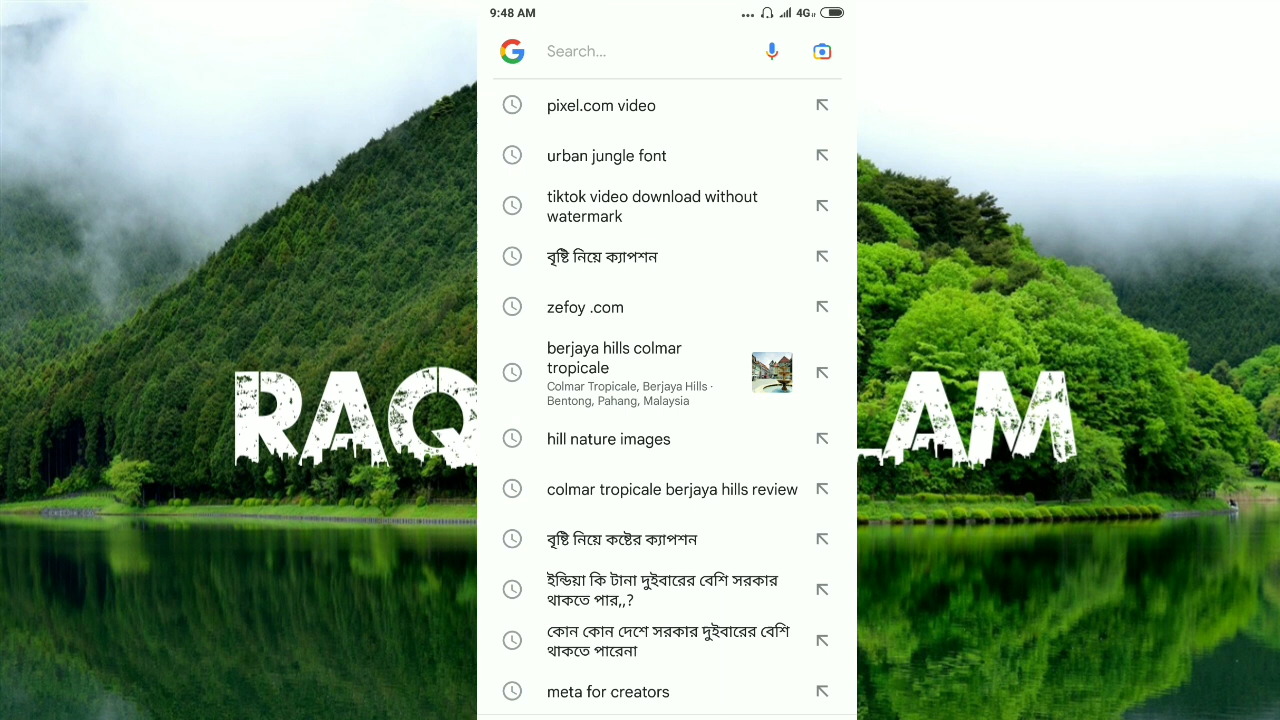 9:48 AM
4G
Search...
pixel.com video
urban jungle font
tiktok video download without
watermark
বৃষ্টি নিয়ে ক্যাপশন
zefoy .com
berjaya hills colmar
tropicale
Colmar Tropicale, Berjaya Hills ·
Bentong, Pahang, Malaysia
RAQ
AM
hill nature images
colmar tropicale berjaya hills review
বৃষ্টি নিয়ে কষ্টের ক্যাপশন
ইন্ডিয়া কি টানা দুইবারের বেশি সরকার
থাকতে পার,,?
কোন কোন দেশে সরকার দুইবারের বেশি
থাকতে পারেনা
meta for creators